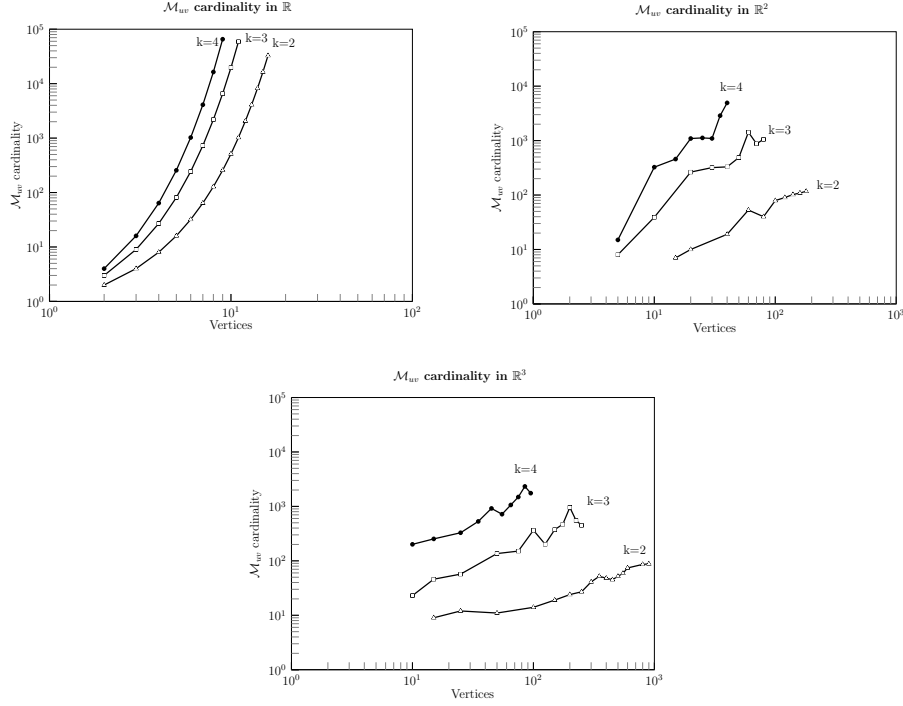 ℳ_uv cardinality in ℝ
10^5
10^4
10^3
10^2
10^1
10^0
ℳ_uv cardinality
k=4
k=3
k=2
10^0
10^1
10^2
Vertices
ℳ_uv cardinality in ℝ^2
10^5
10^4
10^3
10^2
10^1
10^0
ℳ_uv cardinality
k=4
k=3
k=2
10^0
10^1
10^2
10^3
Vertices
ℳ_uv cardinality in ℝ^3
10^5
10^4
10^3
10^2
10^1
10^0
ℳ_uv cardinality
k=4
k=3
k=2
10^0
10^1
10^2
10^3
Vertices